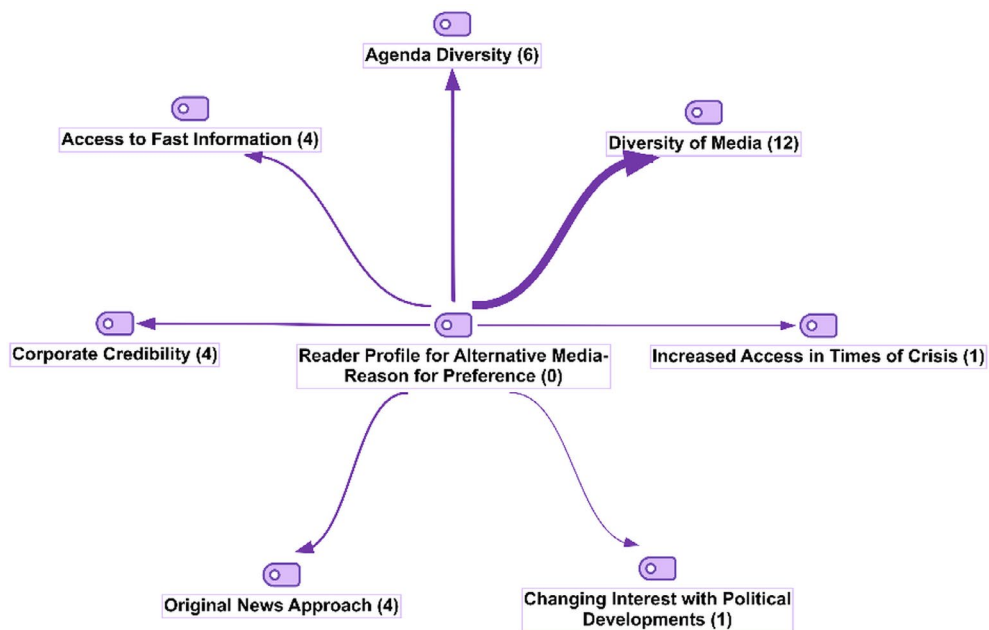 Agenda Diversity (6)
Access to Fast Information (4)
Diversity of Media (12)
Corporate Credibility (4)
Reader Profile for Alternative Media-
Reason for Preference (0)
Increased Access in Times of Crisis (1)
Original News Approach (4)
Changing Interest with Political
Developments (1)